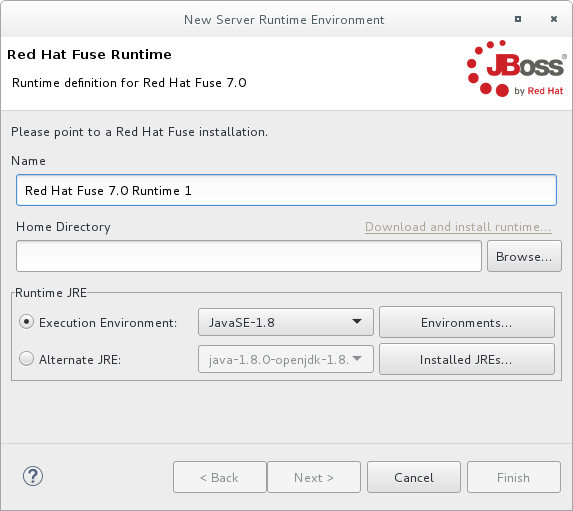 New Server Runtime Environment
Red Hat Fuse Runtime
Runtime definition for Red Hat Fuse 7.0
JBoss®
by Red Hat
Please point to a Red Hat Fuse installation.
Name
Red Hat Fuse 7.0 Runtime 1
Home Directory Download and install runtime...
Browse...
Runtime JRE
Execution Environment: JavaSE-1.8 Environments...
Alternate JRE: java-1.8.0-openjdk-1.8. Installed JREs...
? < Back Next > Cancel Finish